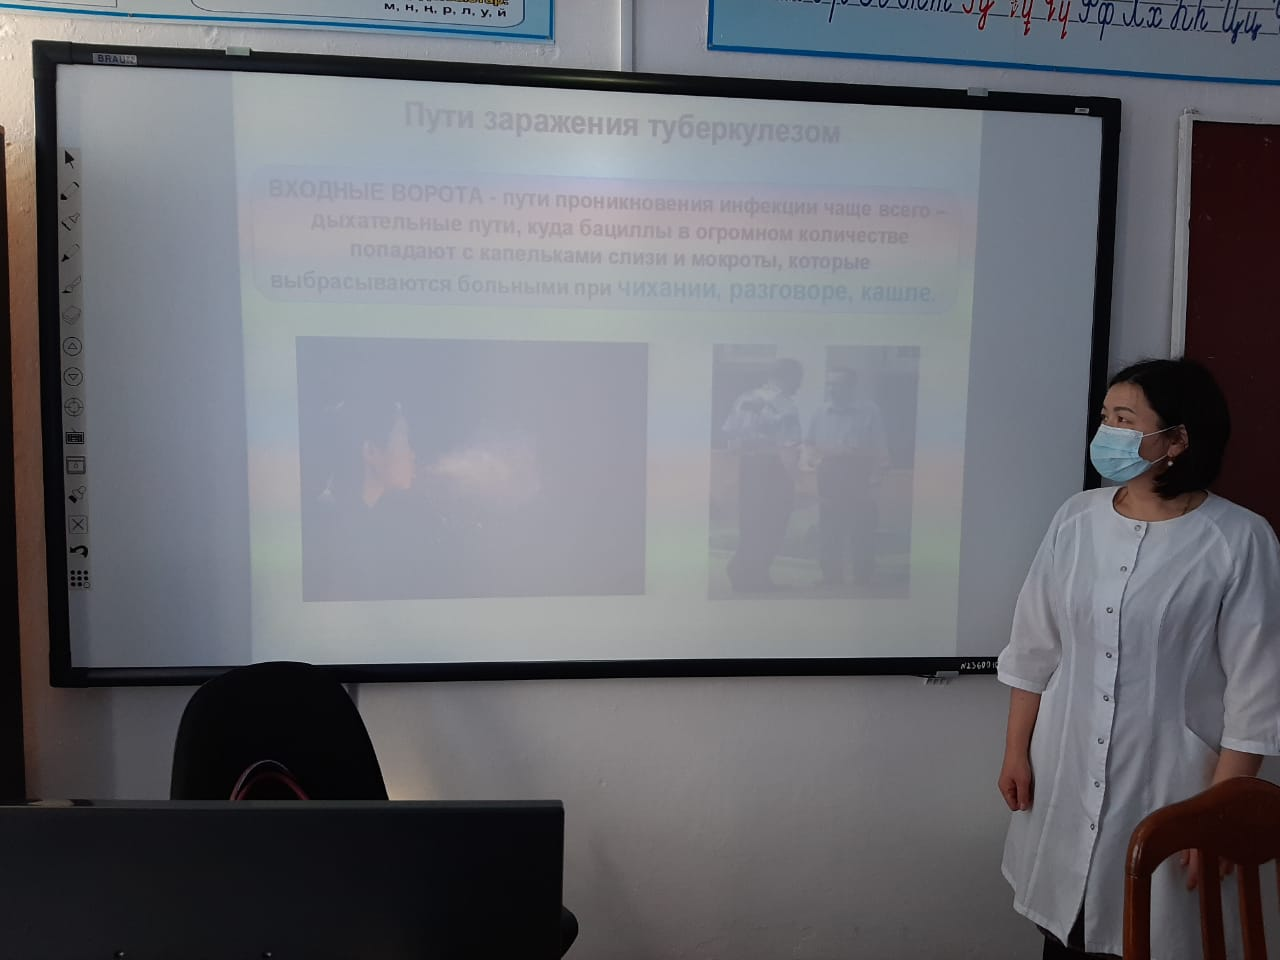 м, н, ң, р, л, у, й
BRAUN
Пути заражения туберкулезом
ВХОДНЫЕ ВОРОТА - пути проникновения инфекции чаще всего –
дыхательные пути, куда бациллы в огромном количестве
попадают с капельками слизи и мокроты, которые
выбрасываются больными при чихании, разговоре, кашле.